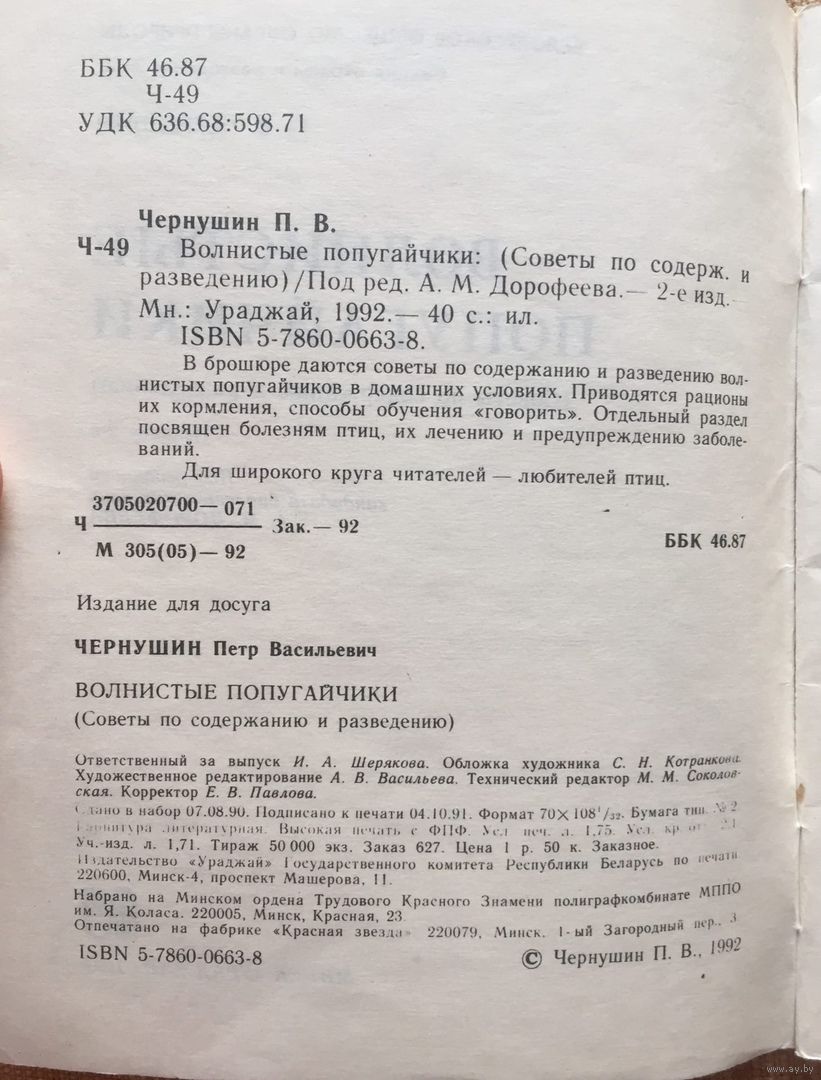 ББК 46.87
Ч-49
УДК 636.68:598.71
Чернушин П. В.
Ч-49 Волнистые попугайчики: (Советы по содерж. и
разведению)/Под ред. А. М. Дорофеева.— 2-е изд.—
Мн.: Ураджай, 1992.— 40 с.: ил.
ISBN 5-7860-0663-8.
В брошюре даются советы по содержанию и разведению вол-
нистых попугайчиков в домашних условиях. Приводятся рационы
их кормления, способы обучения «говорить». Отдельный раздел
посвящен болезням птиц, их лечению и предупреждению заболе-
ваний.
Для широкого круга читателей — любителей птиц.
3705020700— 071
Ч Зак.— 92
М 305(05)— 92
ББК 46.87
Издание для досуга
ЧЕРНУШИН Петр Васильевич
ВОЛНИСТЫЕ ПОПУГАЙЧИКИ
(Советы по содержанию и разведению)
Ответственный за выпуск И. А. Шерякова. Обложка художника С. Н. Котранкова.
Художественное редактирование А. В. Васильева. Технический редактор М. М. Соколов-
ская. Корректор Е. В. Павлова.
Сдано в набор 07.08.90. Подписано к печати 04.10.91. Формат 70×108¹/₃₂. Бумага тип. № 2.
Гарнитура литературная. Высокая печать с ФПФ. Усл. печ. л. 1,75. Усл. кр.-отт. 2,1
Уч.-изд. л. 1,71. Тираж 50 000 экз. Заказ 627. Цена 1 р. 50 к. Заказное.
Издательство «Ураджай» Государственного комитета Республики Беларусь по печати.
220600, Минск-4, проспект Машерова, 11.
Набрано на Минском ордена Трудового Красного Знамени полиграфкомбинате МППО
им. Я. Коласа. 220005, Минск, Красная, 23
Отпечатано на фабрике «Красная звезда» 220079, Минск. 1-ый Загородный пер., 3
ISBN 5-7860-0663-8
© Чернушин П. В., 1992
www.ay.by